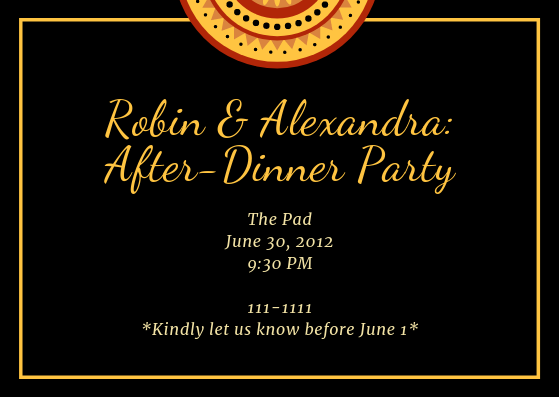 Robin & Alexandra:
After-Dinner Party
The Pad
June 30, 2012
9:30 PM
111-1111
*Kindly let us know before June 1*